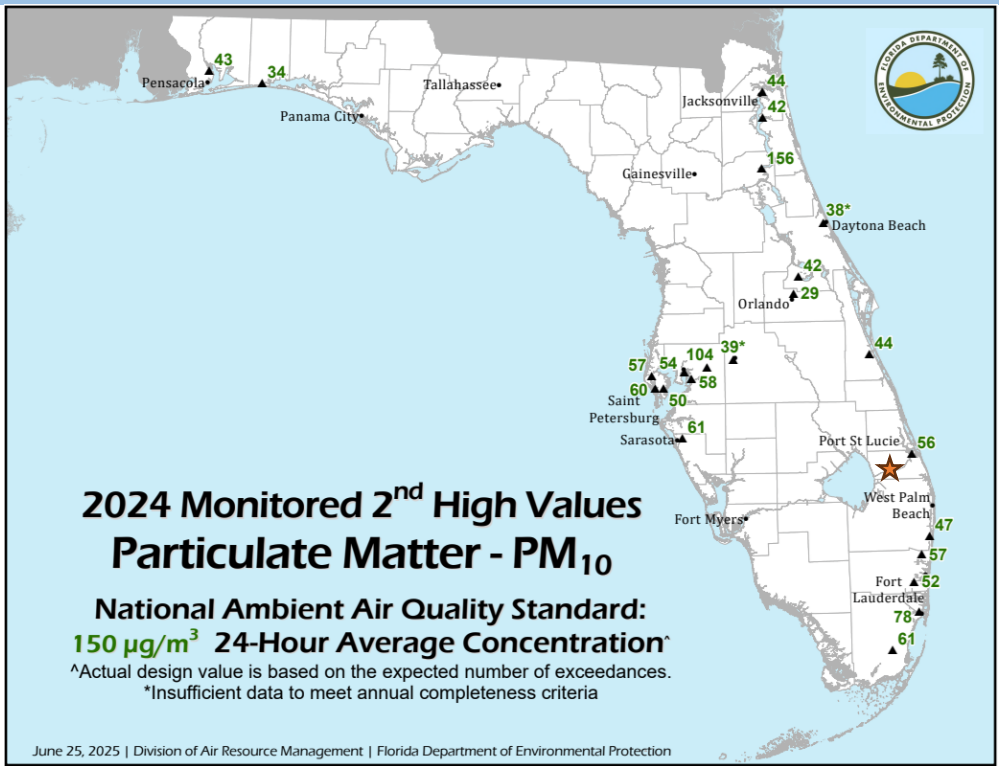 FLORIDA DEPARTMENT OF
ENVIRONMENTAL PROTECTION
43
34
Pensacola
Tallahassee
Panama City
44
Jacksonville
42
156
Gainesville
38*
Daytona Beach
42
29
Orlando
44
57
54
104
39*
58
60
50
Saint
Petersburg
61
Sarasota
Port St Lucie
56
West Palm
Beach
Fort Myers
47
57
52
Fort
Lauderdale
78*
61
2024 Monitored 2nd High Values
Particulate Matter - PM10
National Ambient Air Quality Standard:
150 µg/m³ 24-Hour Average Concentration^
^Actual design value is based on the expected number of exceedances.
*Insufficient data to meet annual completeness criteria
June 25, 2025 | Division of Air Resource Management | Florida Department of Environmental Protection